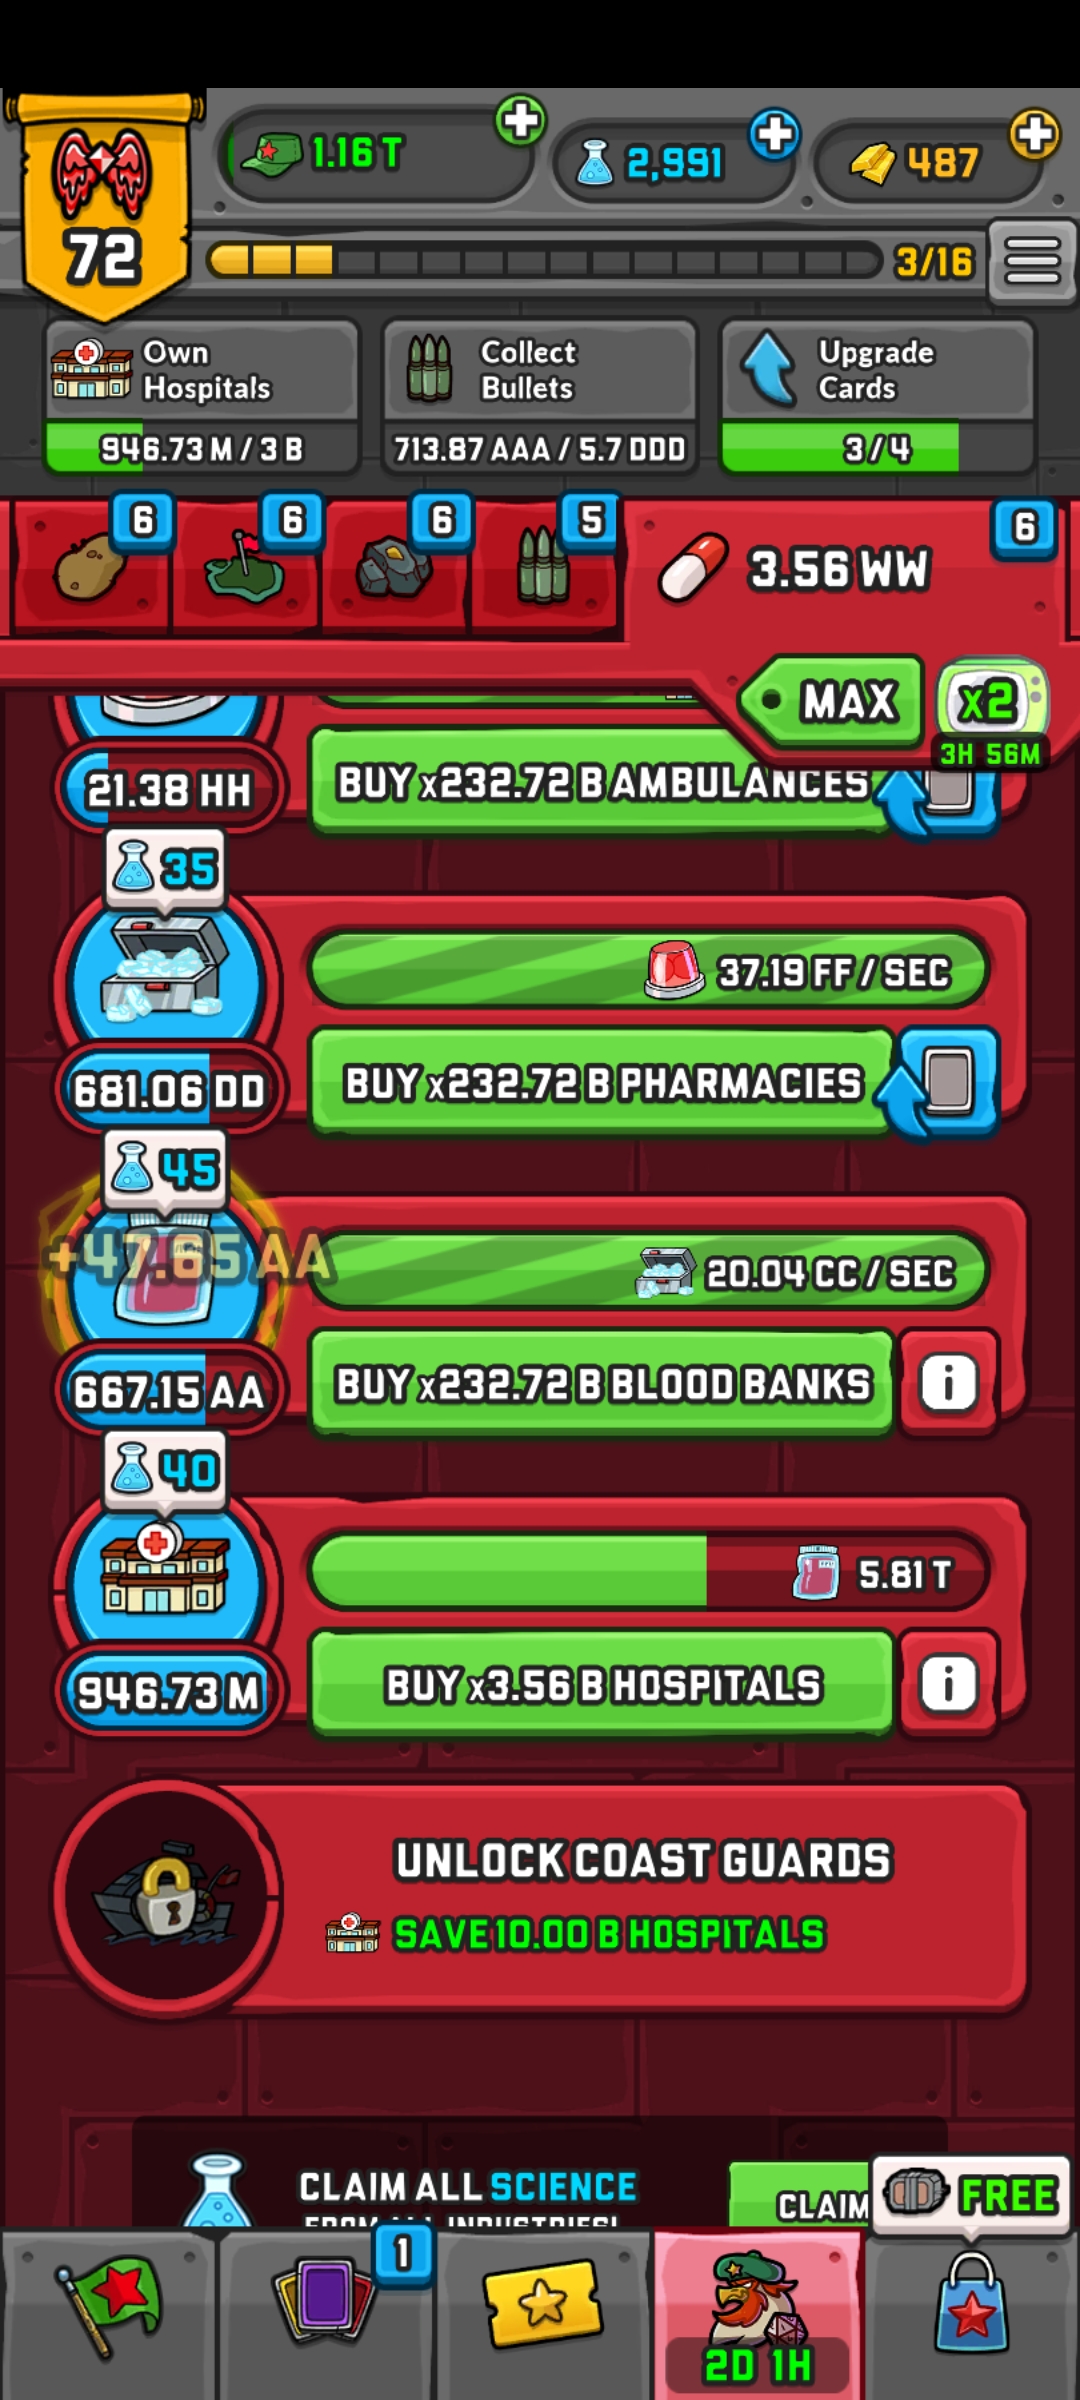 72
1.16 T
2,991
487
3/16
Own
Hospitals
946.73 M / 3 B
Collect
Bullets
713.87 AAA / 5.7 DDD
Upgrade
Cards
3 / 4
6
6
6
5
3.56 WW
6
MAX
x2
3H 56M
21.38 HH
BUY x232.72 B AMBULANCES
35
37.19 FF / SEC
681.06 DD
BUY x232.72 B PHARMACIES
45
+47.65 AA
20.04 CC / SEC
667.15 AA
BUY x232.72 B BLOOD BANKS
i
40
5.81 T
946.73 M
BUY x3.56 B HOSPITALS
i
UNLOCK COAST GUARDS
SAVE 10.00 B HOSPITALS
CLAIM ALL SCIENCE
FROM ALL INDUSTRIES!
CLAIM
FREE
1
2D 1H